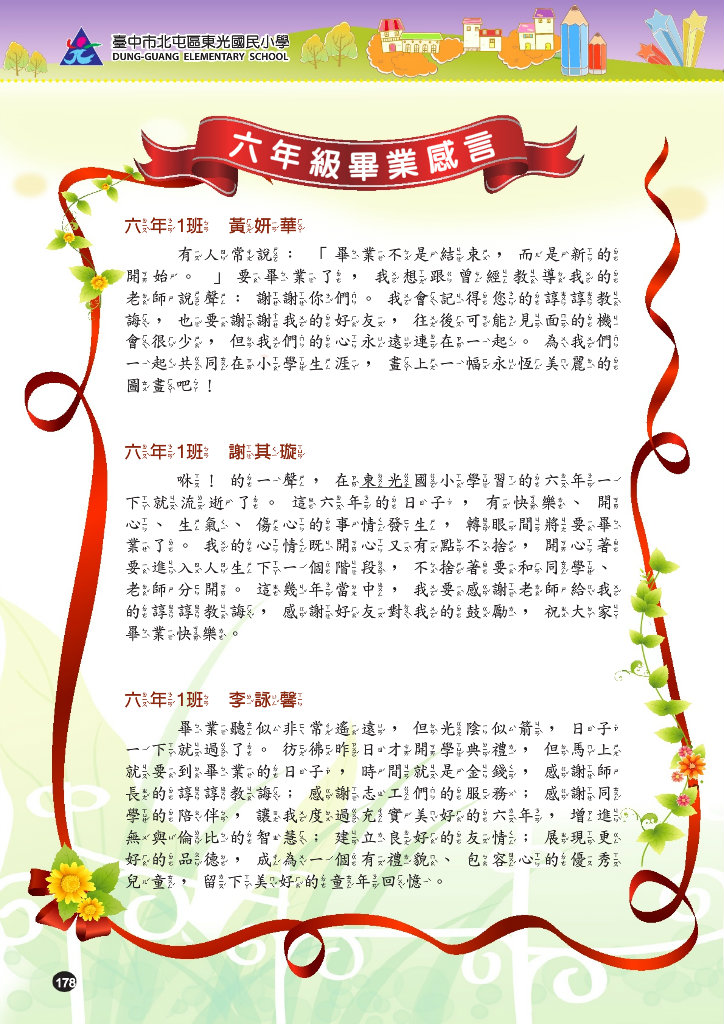 臺中市北屯區東光國民小學
DUNG-GUANG ELEMENTARY SCHOOL
六年級畢業感言
六年1班 黃妍華
有人常說:「畢業不是結束,而是新的
開始。」要畢業了,我想跟曾經教導我的
老師說聲:謝謝你們。我會記得您的諄諄教
誨,也要謝謝我的好友,往後可能見面的機
會很少,但我們的心永遠連在一起。為我們
一起共同在小學生涯,畫上一幅永恆美麗的
圖畫吧!
六年1班 謝其璇
咻!的一聲,在東光國小學習的六年一
下就流逝了。這六年的日子,有快樂、開
心、生氣、傷心的事情發生,轉眼間將要畢
業了。我的心情既開心又有點不捨,開心著
要進入人生下一個階段,不捨著要和同學、
老師分開。這幾年當中,我要感謝老師給我
的諄諄教誨,感謝好友對我的鼓勵,祝大家
畢業快樂。
六年1班 李詠馨
畢業聽似非常遙遠,但光陰似箭,日子
一下就過了。彷彿昨日才開學典禮,但馬上
就要到畢業的日子,時間就是金錢,感謝師
長的諄諄教誨;感謝志工們的服務;感謝同
學的陪伴,讓我度過充實美好的六年,增進
無與倫比的智慧;建立良好的友情;展現更
好的品德,成為一個有禮貌、包容心的優秀
兒童,留下美好的童年回憶。
178